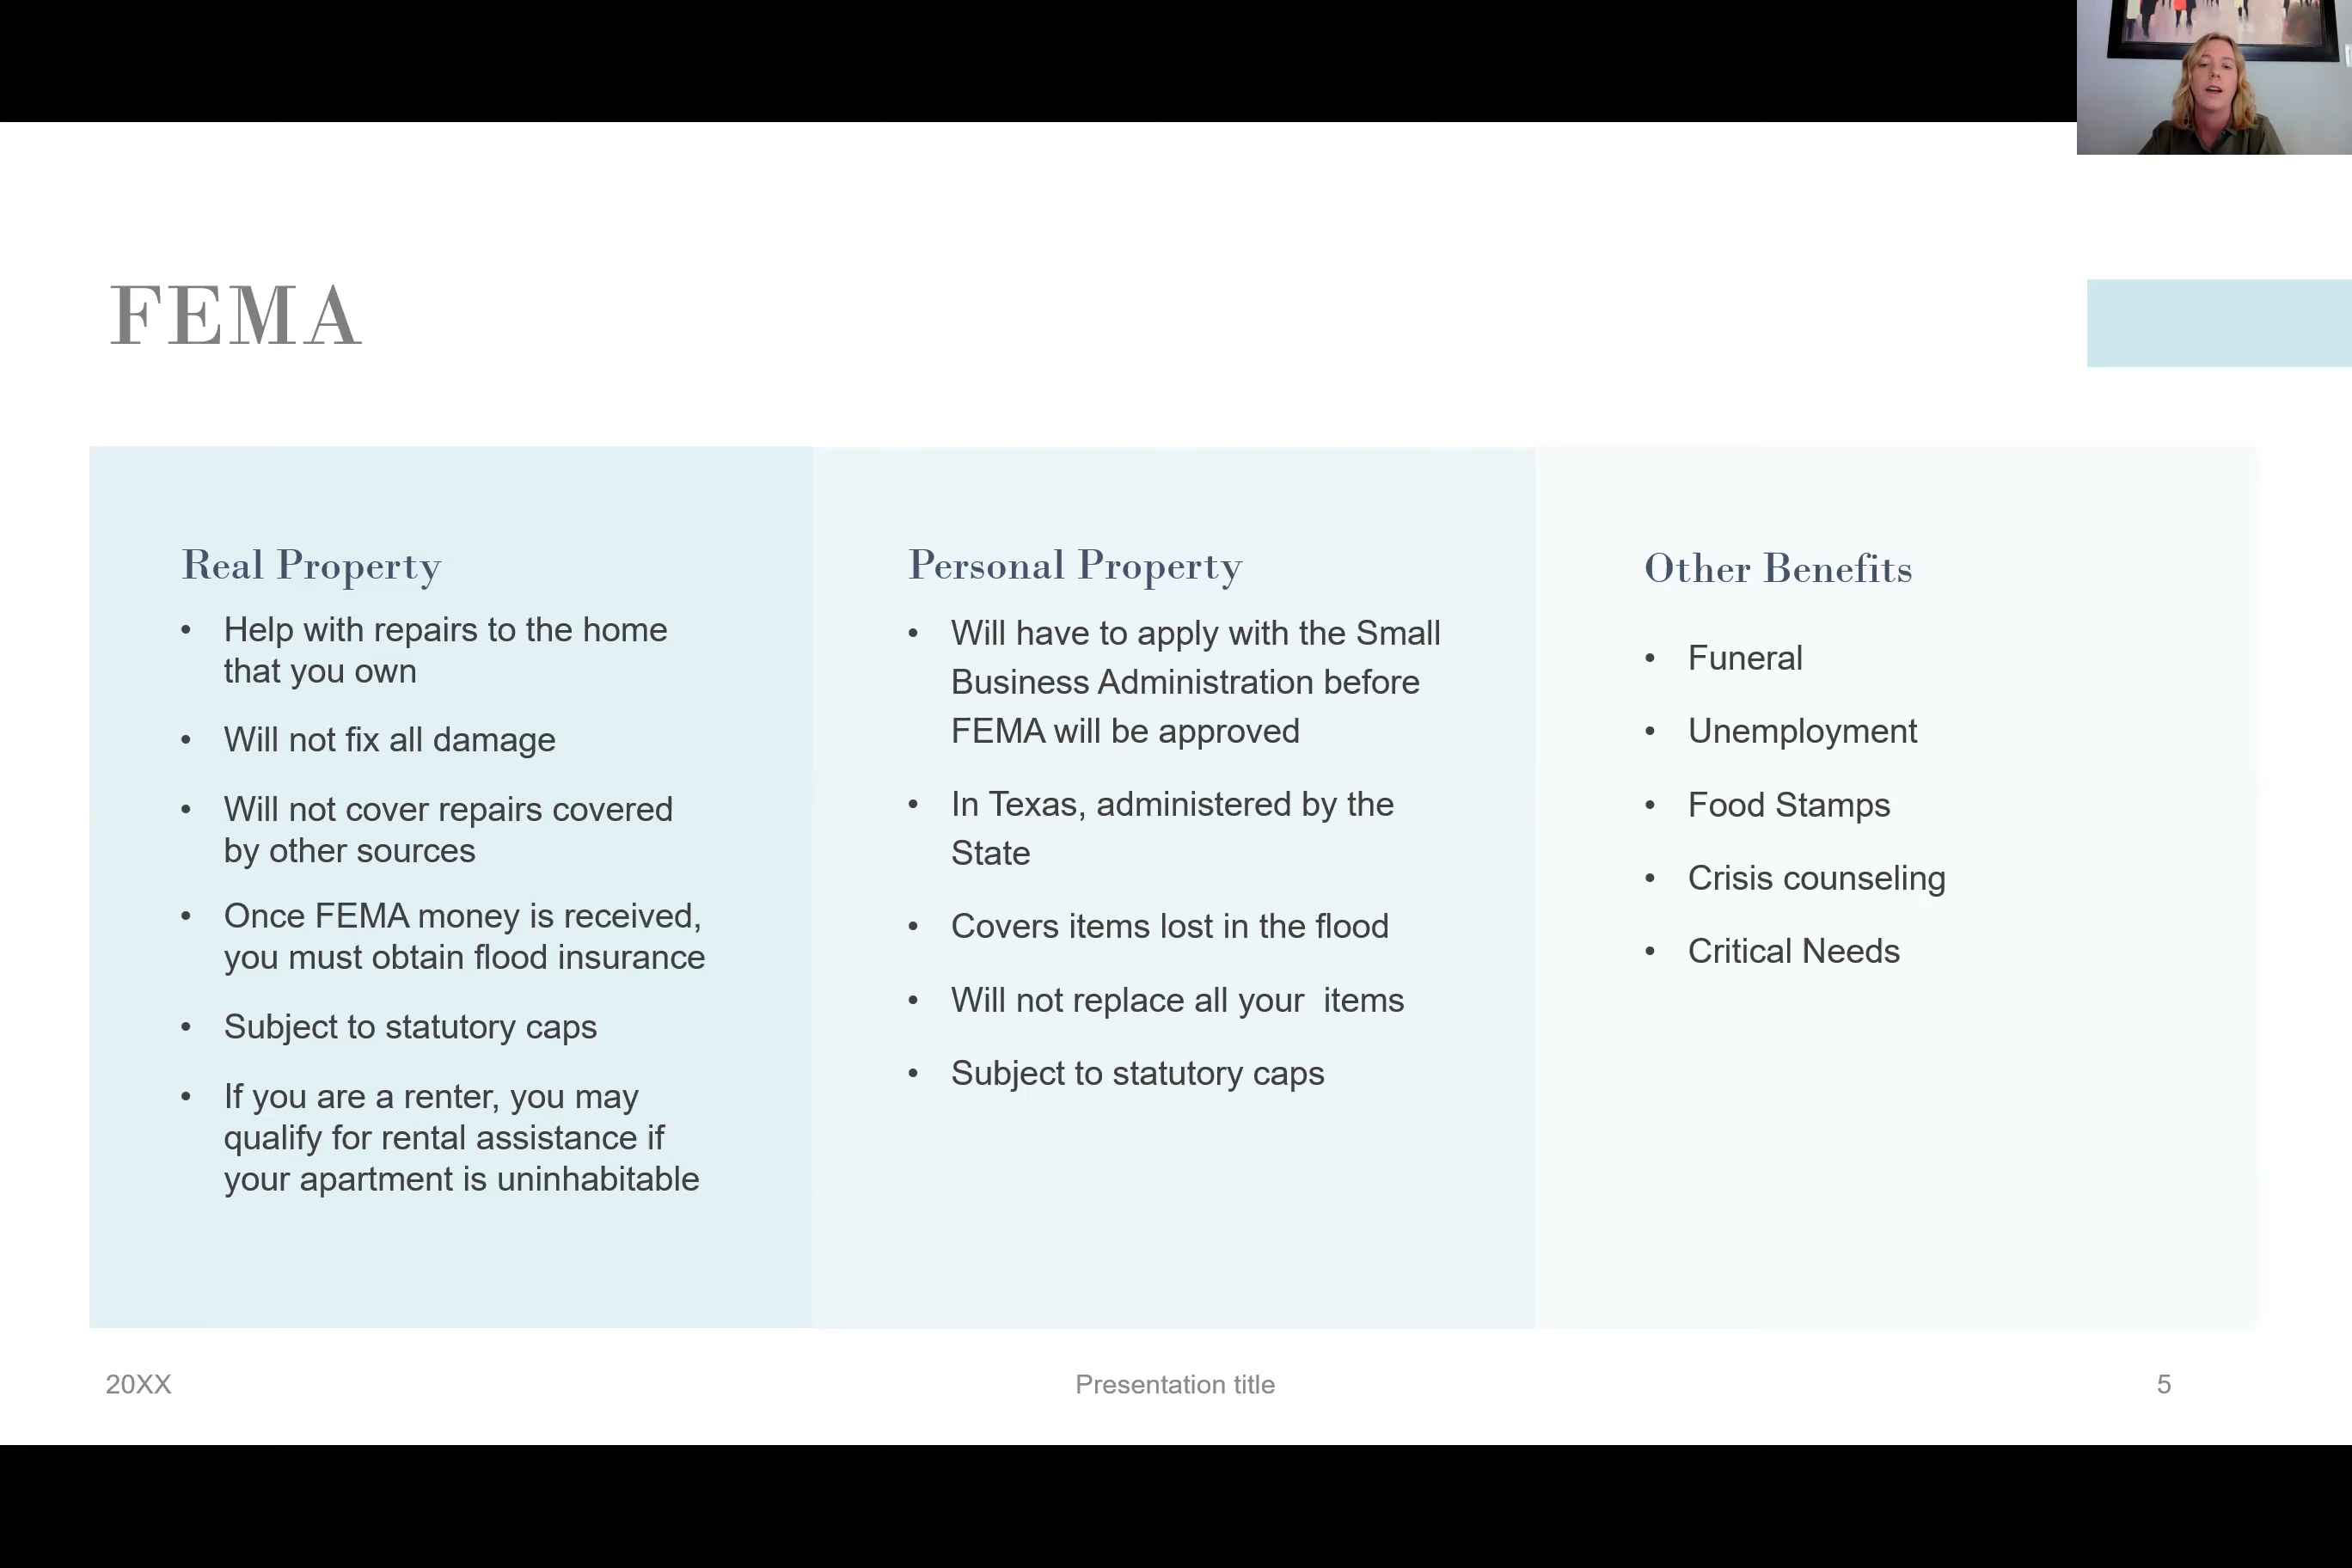 FEMA
Real Property
• Help with repairs to the home
that you own
• Will not fix all damage
• Will not cover repairs covered
by other sources
• Once FEMA money is received,
you must obtain flood insurance
• Subject to statutory caps
• If you are a renter, you may
qualify for rental assistance if
your apartment is uninhabitable
Personal Property
• Will have to apply with the Small
Business Administration before
FEMA will be approved
• In Texas, administered by the
State
• Covers items lost in the flood
• Will not replace all your  items
• Subject to statutory caps
Other Benefits
• Funeral
• Unemployment
• Food Stamps
• Crisis counseling
• Critical Needs
20XX
Presentation title
5